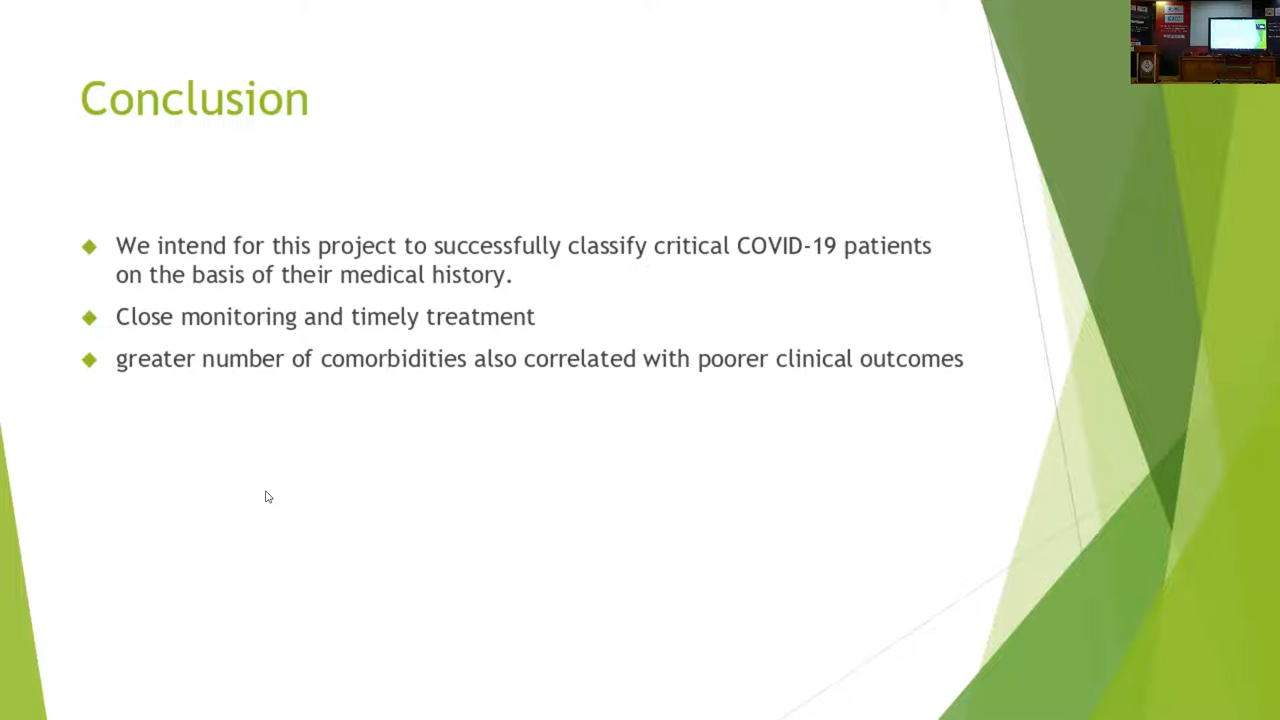 Conclusion
We intend for this project to successfully classify critical COVID-19 patients
on the basis of their medical history.
Close monitoring and timely treatment
greater number of comorbidities also correlated with poorer clinical outcomes